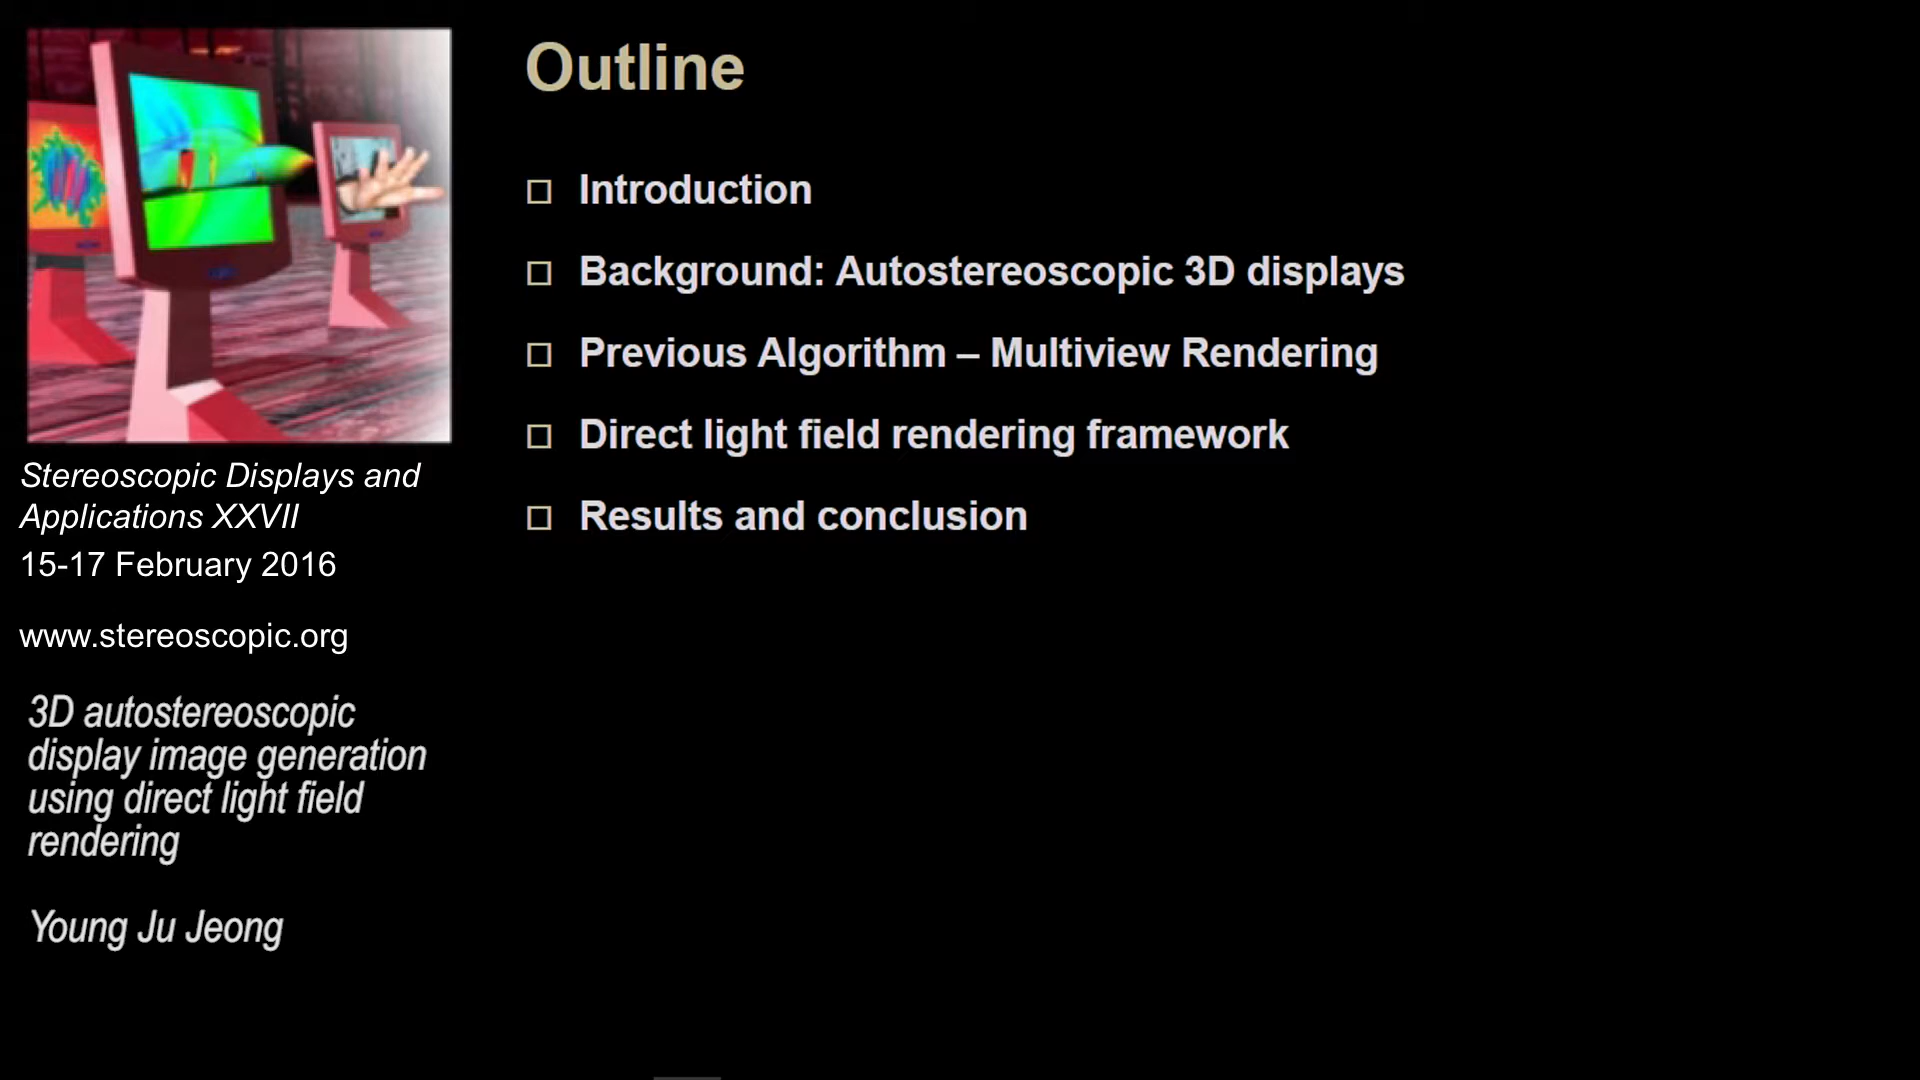 Stereoscopic Displays and
Applications XXVII
15-17 February 2016
www.stereoscopic.org
3D autostereoscopic
display image generation
using direct light field
rendering
Young Ju Jeong
Outline
Introduction
Background: Autostereoscopic 3D displays
Previous Algorithm – Multiview Rendering
Direct light field rendering framework
Results and conclusion